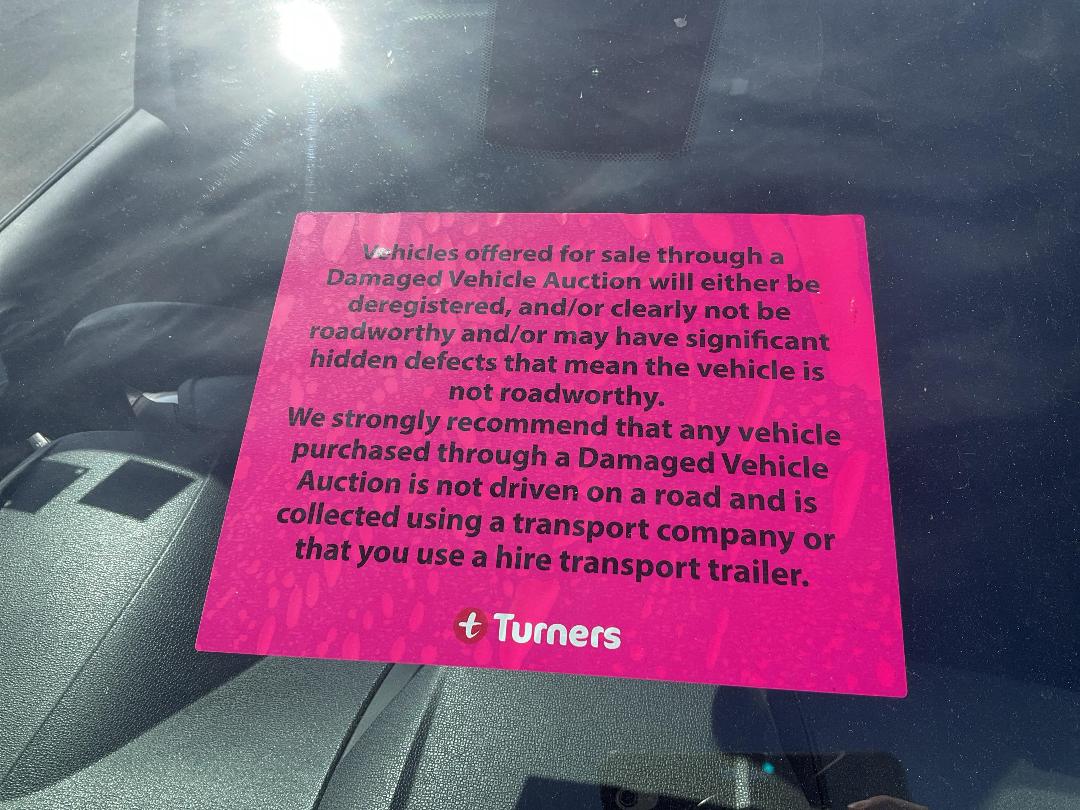 Vehicles offered for sale through a
Damaged Vehicle Auction will either be
deregistered, and/or clearly not be
roadworthy and/or may have significant
hidden defects that mean the vehicle is
not roadworthy.
We strongly recommend that any vehicle
purchased through a Damaged Vehicle
Auction is not driven on a road and is
collected using a transport company or
that you use a hire transport trailer.
t Turners